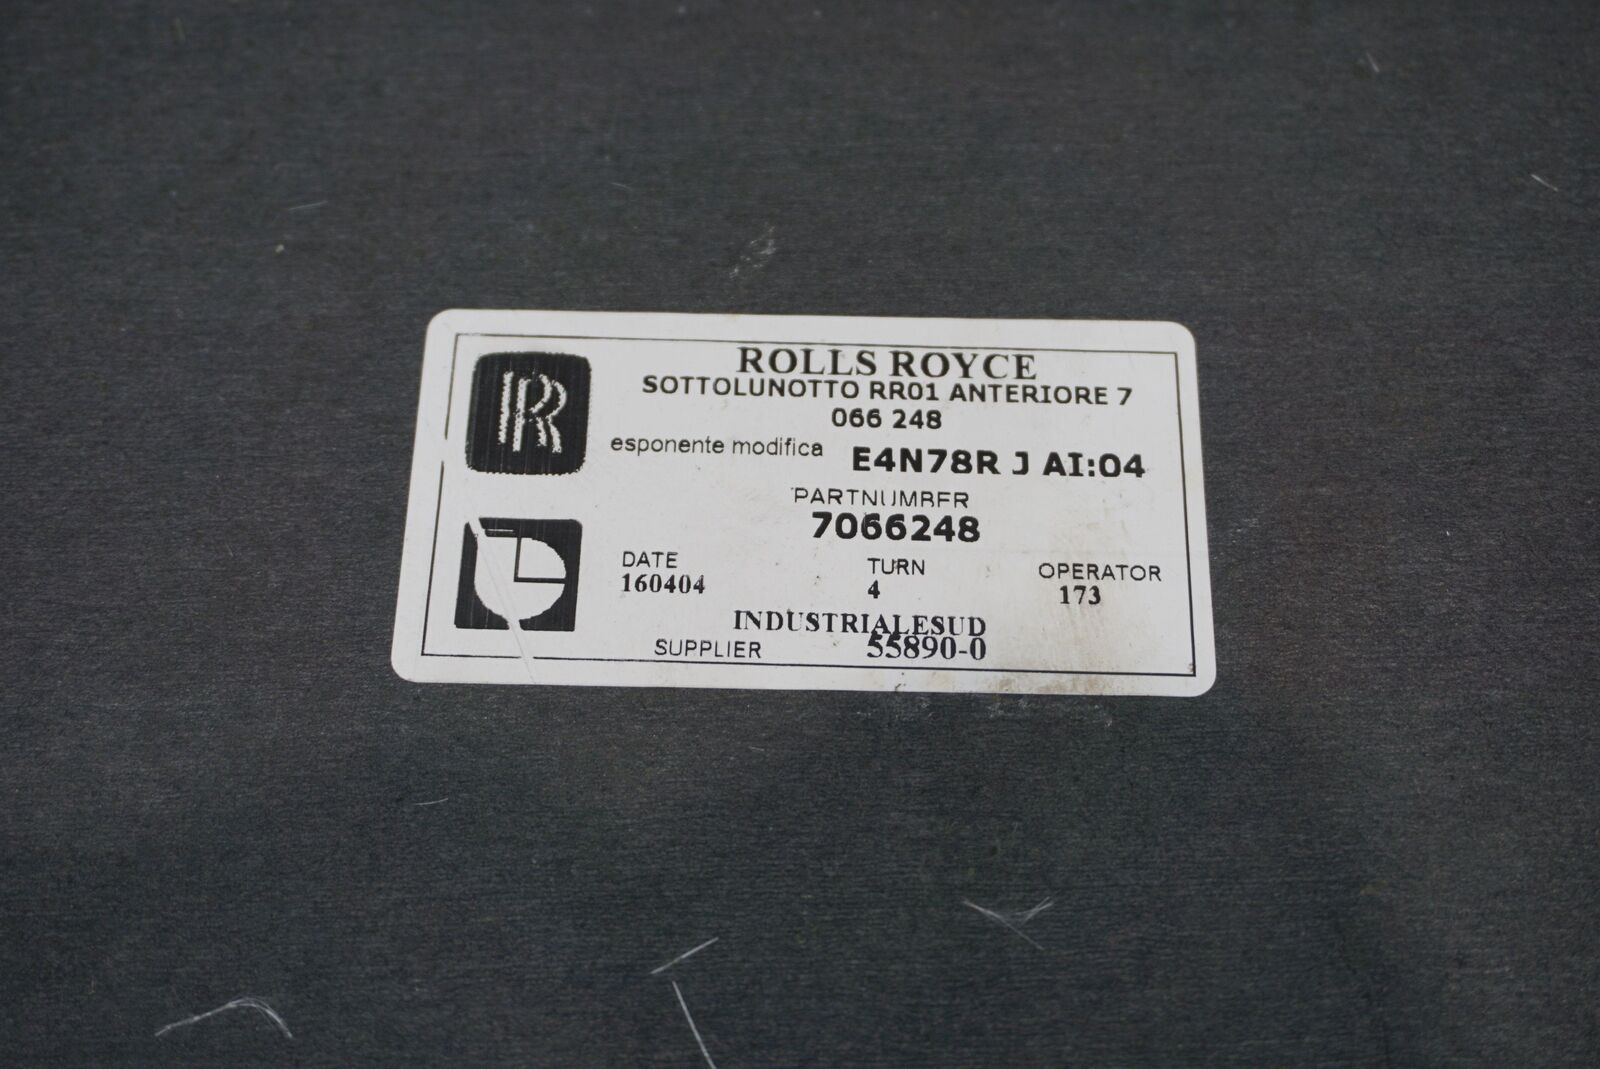 ROLLS ROYCE
SOTTOLUNOTTO RR01 ANTERIORE 7
066 248
esponente modifica E4N78R J AI:04
PARTNUMBER
7066248
DATE TURN OPERATOR
160404 4 173
INDUSTRIALESUD
SUPPLIER 55890-0
RR